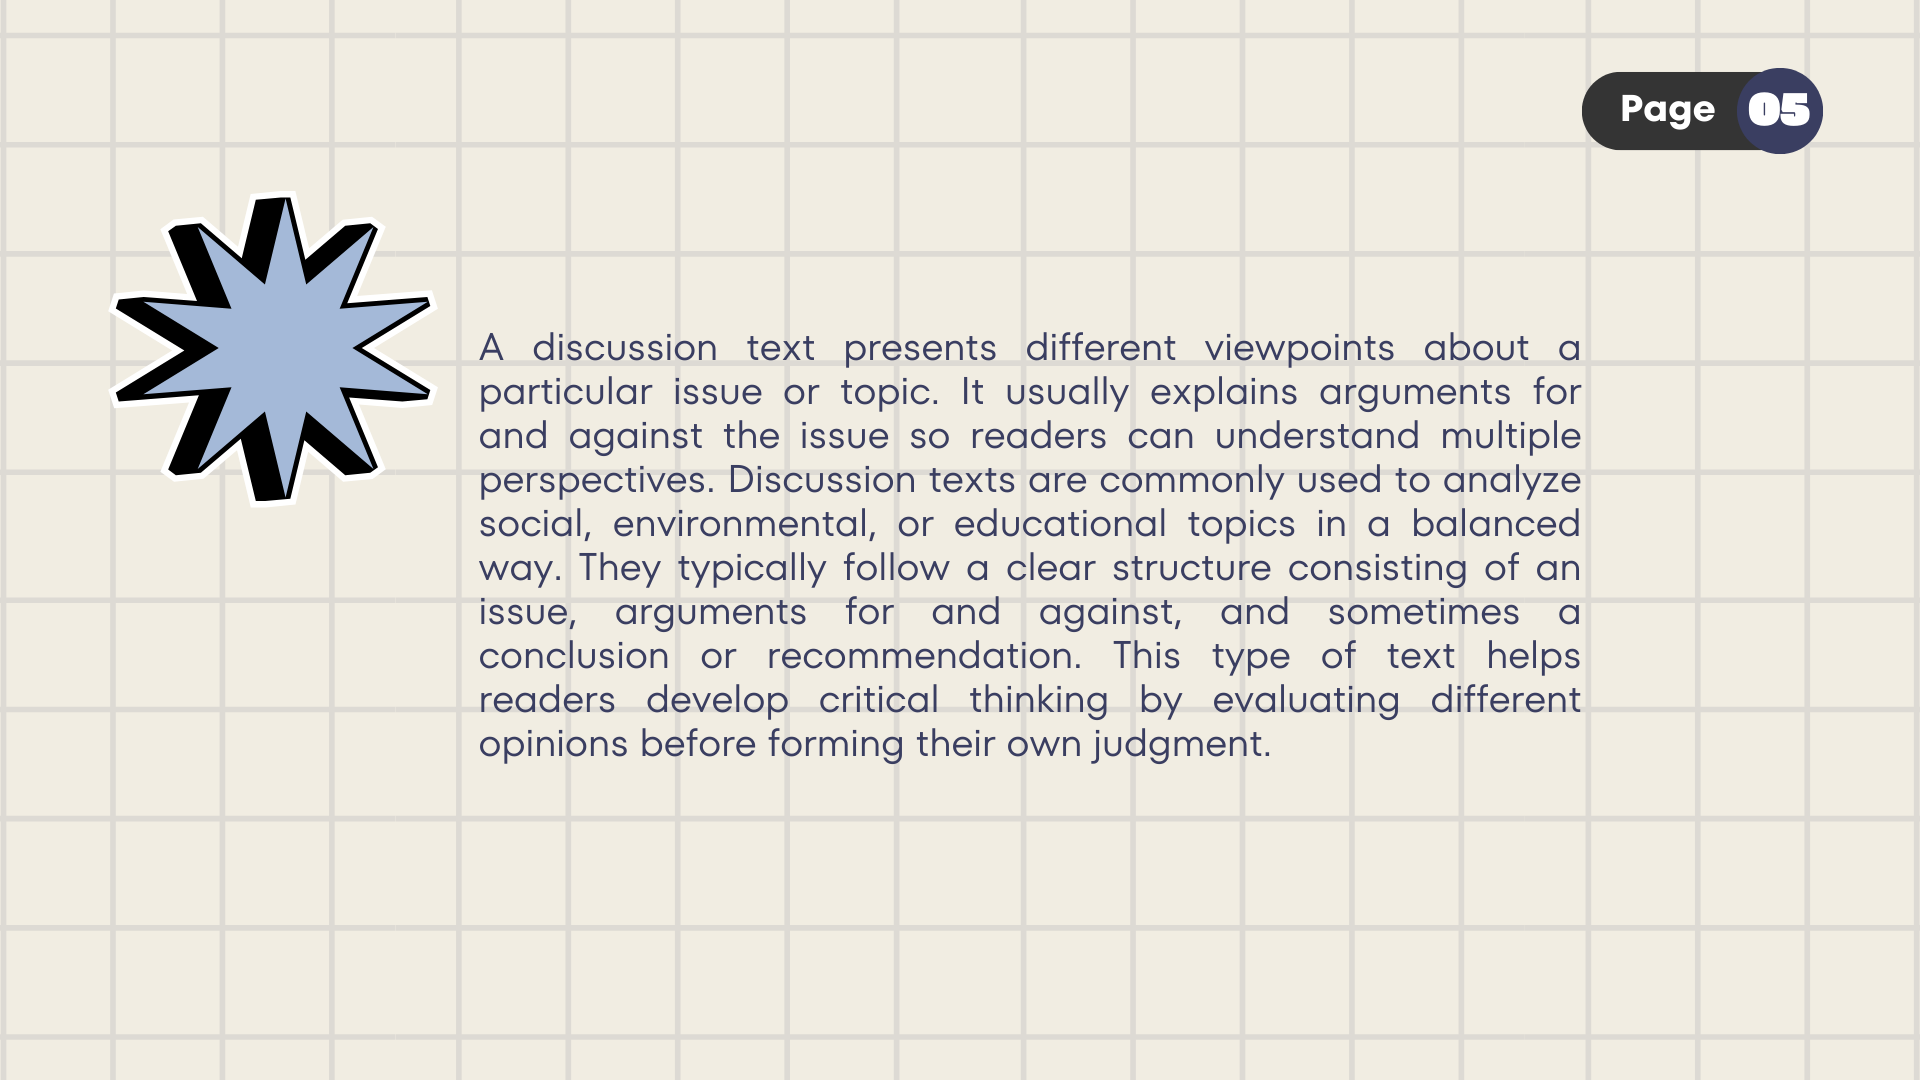 Page 05
A discussion text presents different viewpoints about a
particular issue or topic. It usually explains arguments for
and against the issue so readers can understand multiple
perspectives. Discussion texts are commonly used to analyze
social, environmental, or educational topics in a balanced
way. They typically follow a clear structure consisting of an
issue, arguments for and against, and sometimes a
conclusion or recommendation. This type of text helps
readers develop critical thinking by evaluating different
opinions before forming their own judgment.